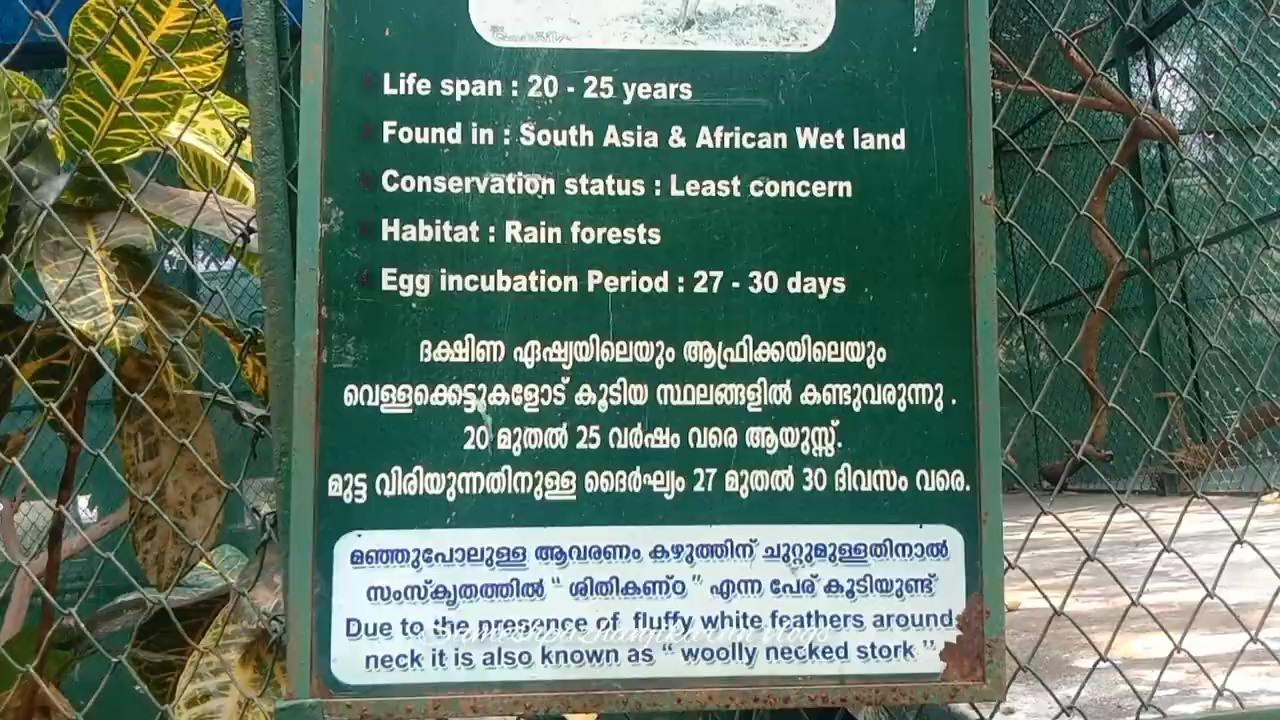 Life span : 20 - 25 years
Found in : South Asia & African Wet land
Conservation status : Least concern
Habitat : Rain forests
Egg incubation Period : 27 - 30 days
ദക്ഷിണ ഏഷ്യയിലെയും ആഫ്രിക്കയിലെയും
വെള്ളക്കെട്ടുകളോട് കൂടിയ സ്ഥലങ്ങളിൽ കണ്ടുവരുന്നു .
20 മുതൽ 25 വർഷം വരെ ആയുസ്സ്.
മുട്ട വിരിയുന്നതിനുള്ള ദൈർഘ്യം 27 മുതൽ 30 ദിവസം വരെ.
മഞ്ഞുപോലുള്ള ആവരണം കഴുത്തിന് ചുറ്റുമുള്ളതിനാൽ
സംസ്കൃതത്തിൽ “ ശിതികണ്ഠ ” എന്ന പേര് കൂടിയുണ്ട്
Due to the presence of fluffy white feathers around
neck it is also known as “ woolly necked stork ”
vlogs